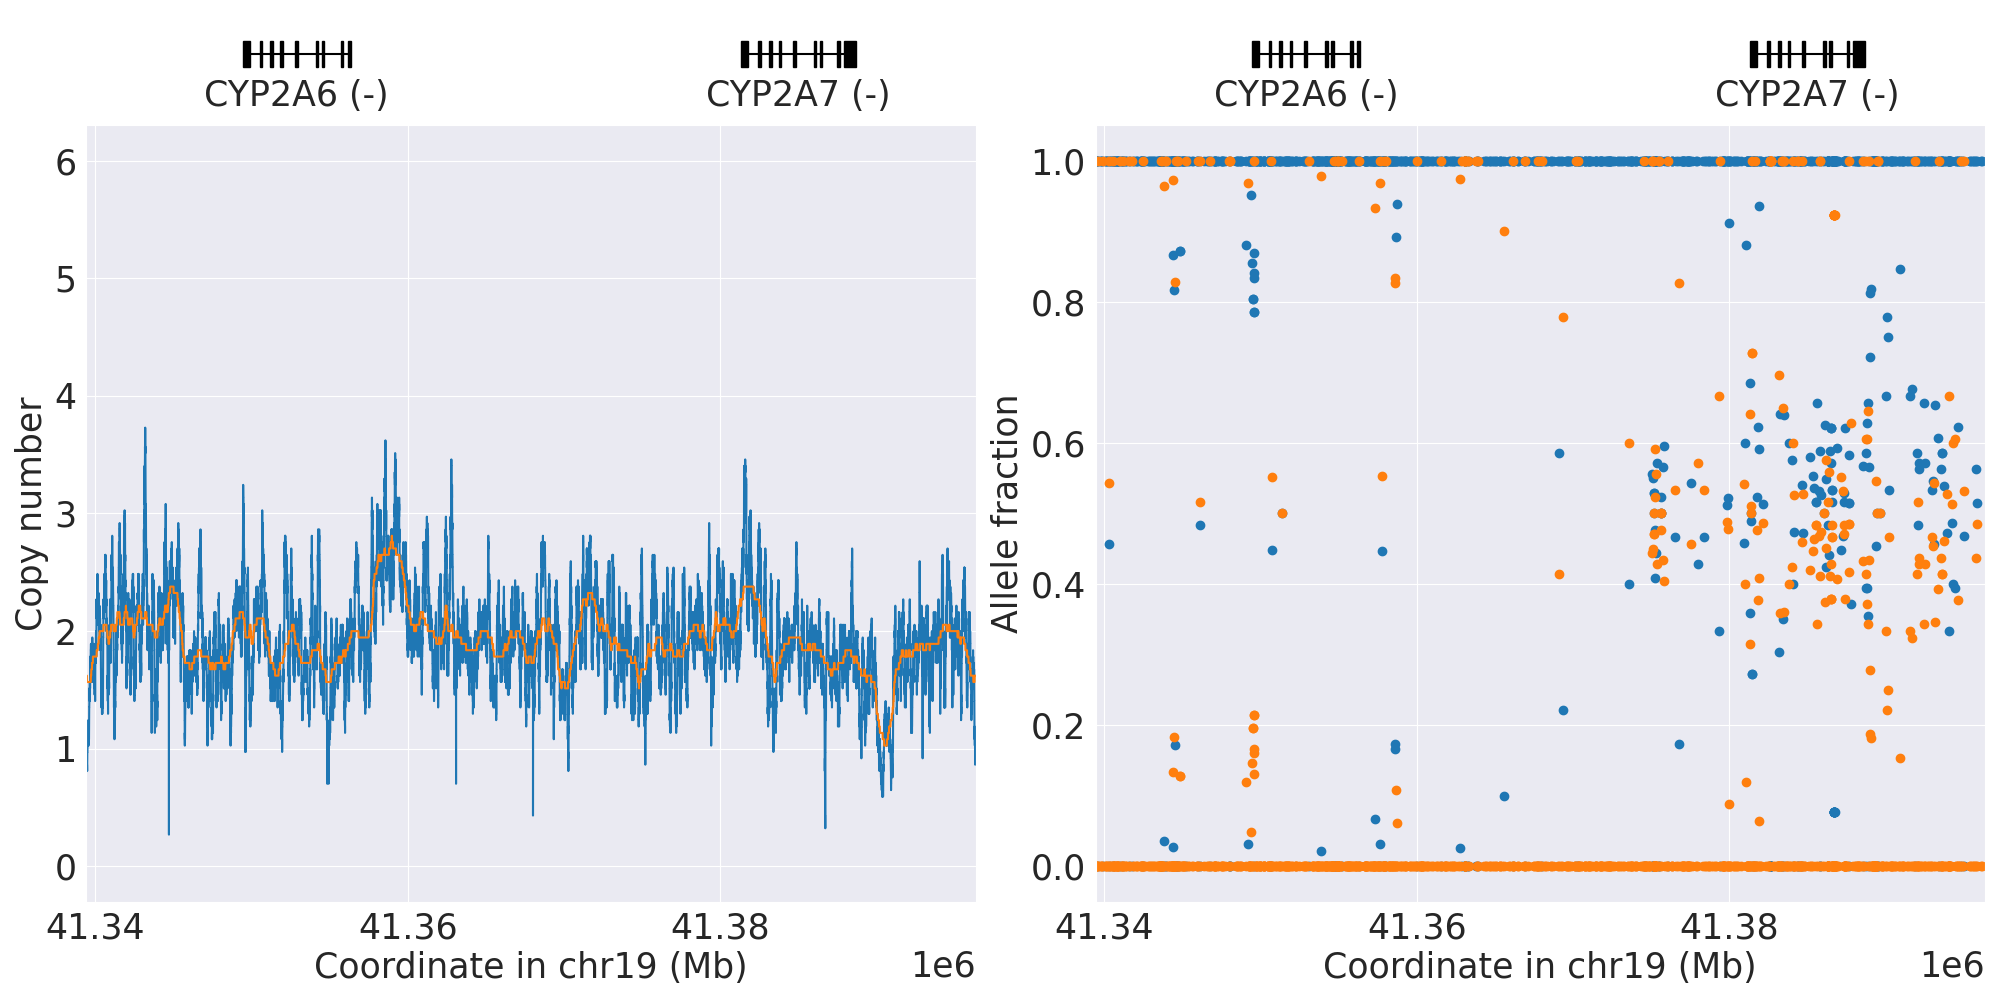 CYP2A6 (-) CYP2A7 (-)
6
5
4
3
2
1
0
Copy number
41.34 41.36 41.38
Coordinate in chr19 (Mb) 1e6
CYP2A6 (-) CYP2A7 (-)
1.0
0.8
0.6
0.4
0.2
0.0
Allele fraction
41.34 41.36 41.38
Coordinate in chr19 (Mb) 1e6